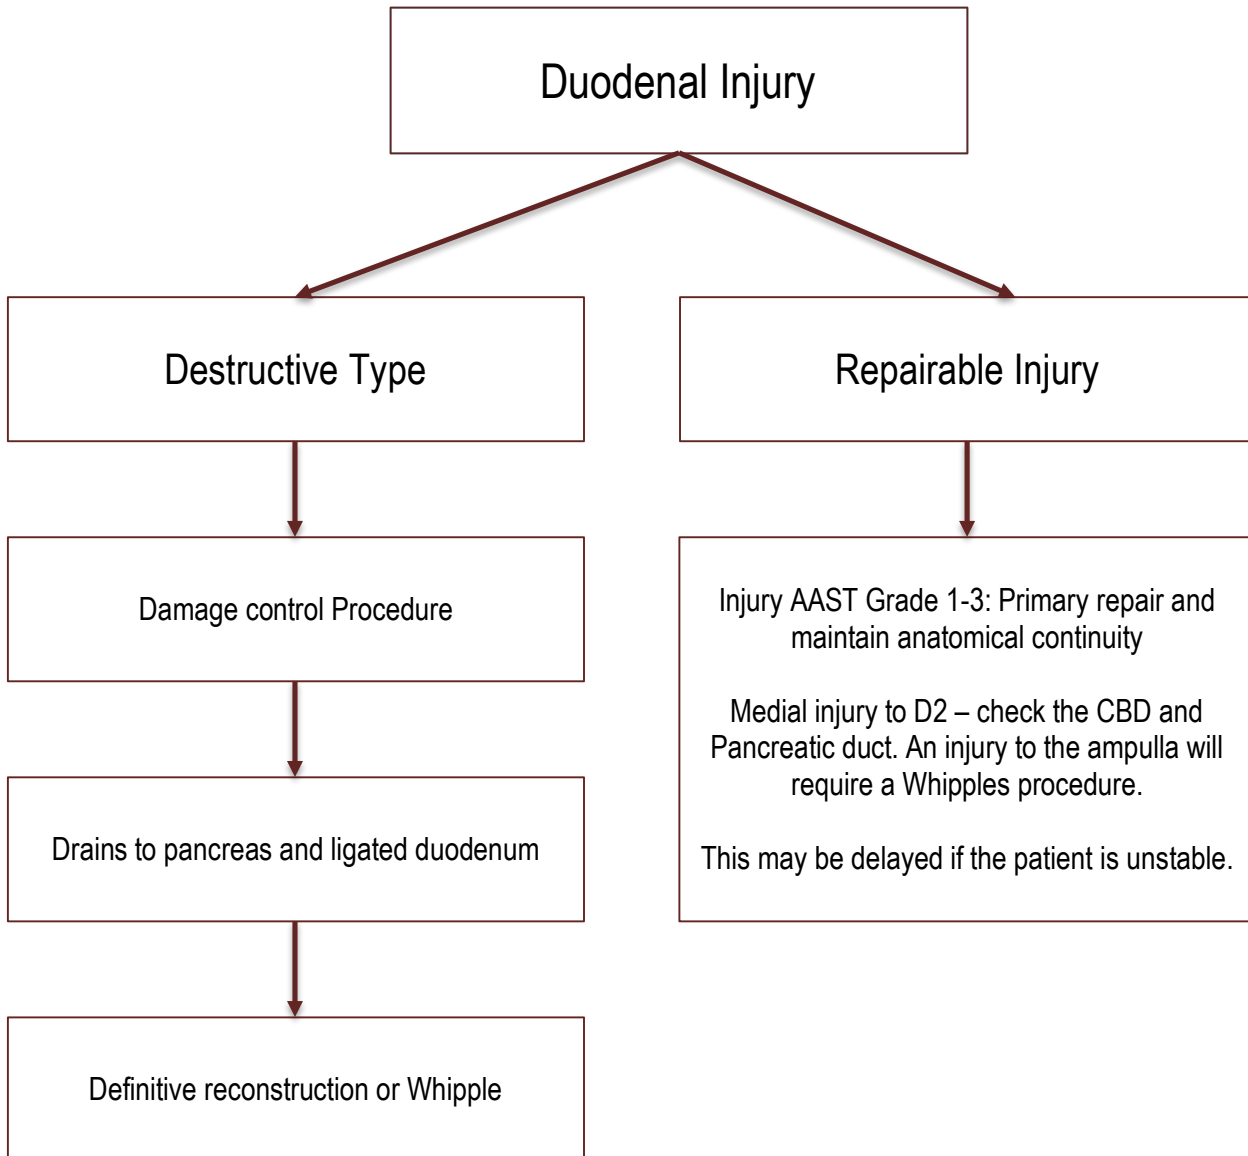 Duodenal Injury
Destructive Type
Repairable Injury
Damage control Procedure
Drains to pancreas and ligated duodenum
Definitive reconstruction or Whipple
Injury AAST Grade 1-3: Primary repair and
maintain anatomical continuity
Medial injury to D2 – check the CBD and
Pancreatic duct. An injury to the ampulla will
require a Whipples procedure.
This may be delayed if the patient is unstable.